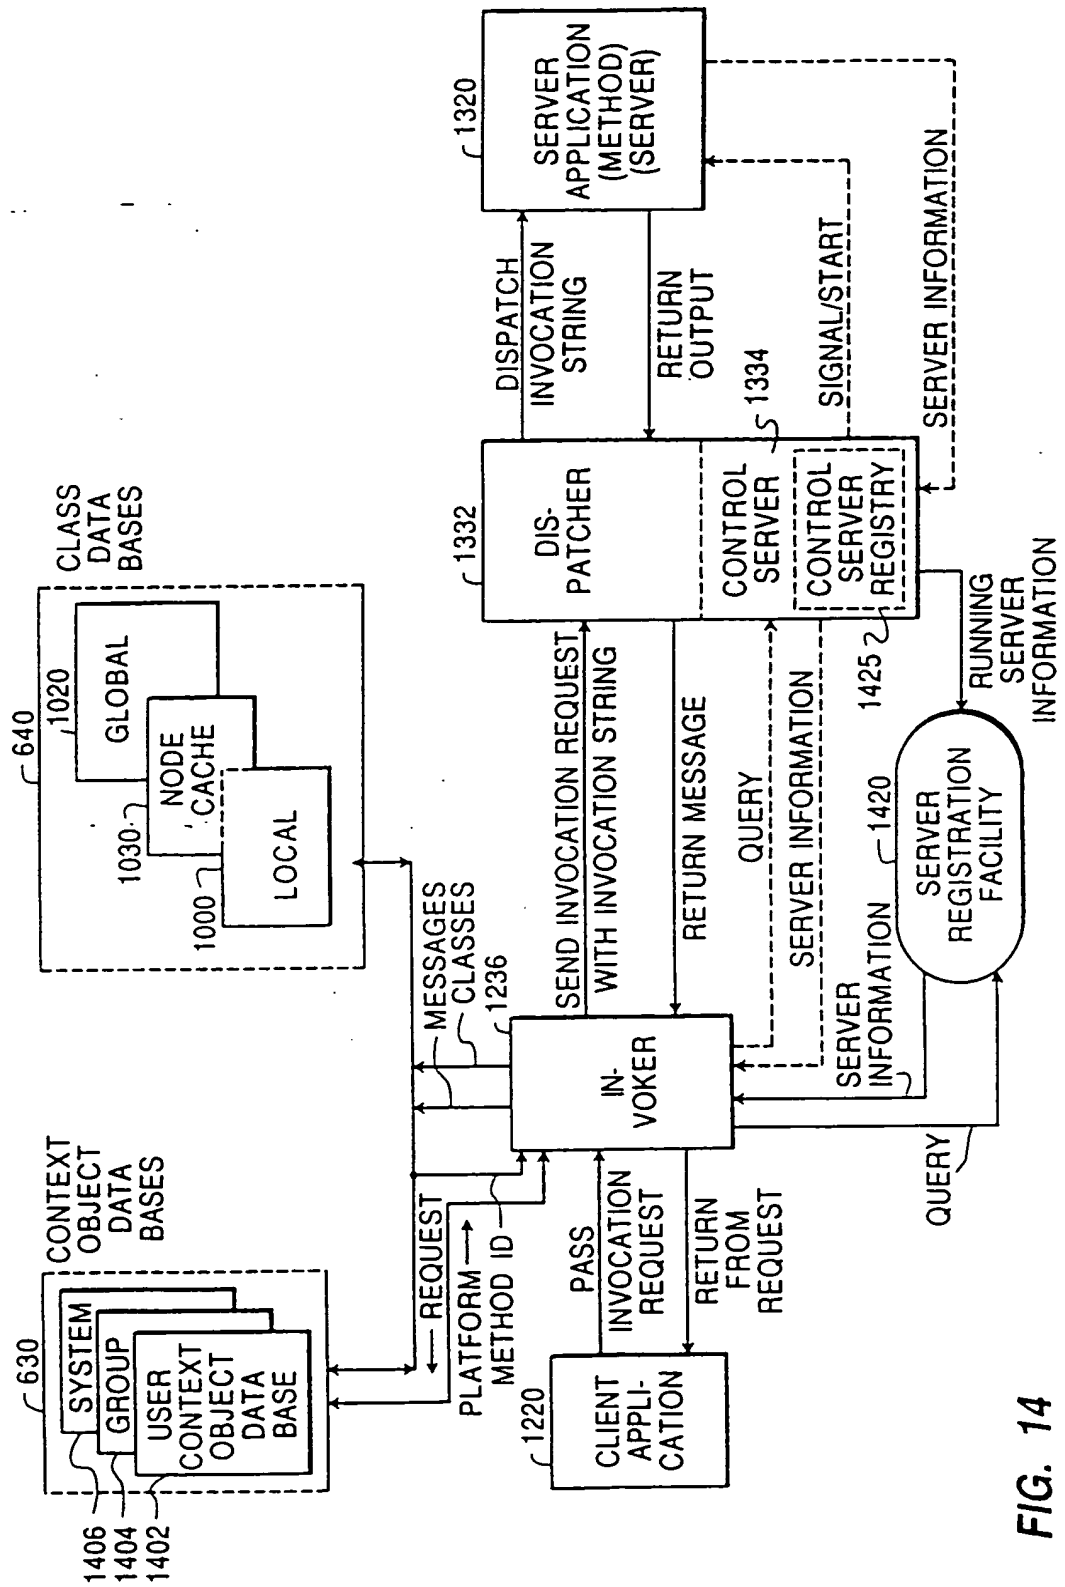 630
CONTEXT
OBJECT
DATA
BASES
1406
1404
1402
SYSTEM
GROUP
USER
CONTEXT
OBJECT
DATA
BASE
640
CLASS
DATA
BASES
1020
GLOBAL
1030
NODE
CACHE
1000
LOCAL
MESSAGES
CLASSES
REQUEST
PLATFORM
METHOD ID
1220
CLIENT
APPLI-
CATION
PASS
INVOCATION
REQUEST
RETURN
FROM
REQUEST
1236
IN-
VOKER
SEND INVOCATION REQUEST
WITH INVOCATION STRING
RETURN MESSAGE
QUERY
SERVER INFORMATION
1332
DIS-
PATCHER
CONTROL
SERVER
1334
CONTROL
SERVER
REGISTRY
1425
DISPATCH
INVOCATION
STRING
RETURN
OUTPUT
1320
SERVER
APPLICATION
(METHOD)
(SERVER)
SIGNAL/START
SERVER INFORMATION
SERVER
INFORMATION
QUERY
1420
SERVER
REGISTRATION
FACILITY
RUNNING
SERVER
INFORMATION
FIG. 14